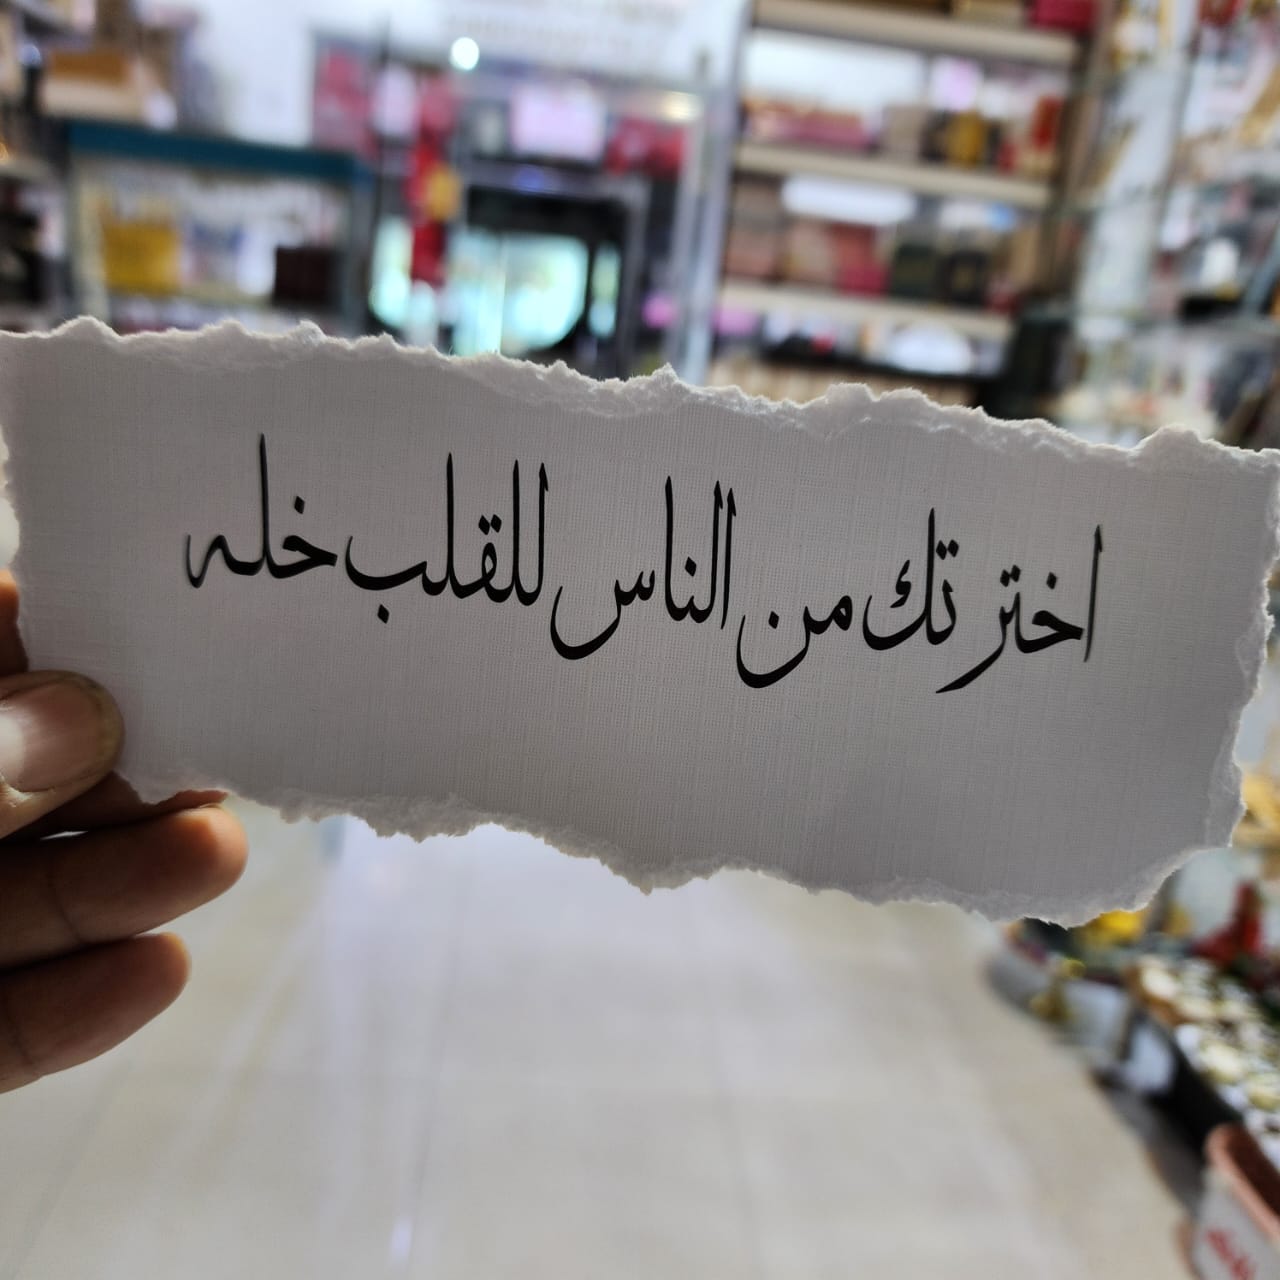 اخترتك من الناس للقلب خله